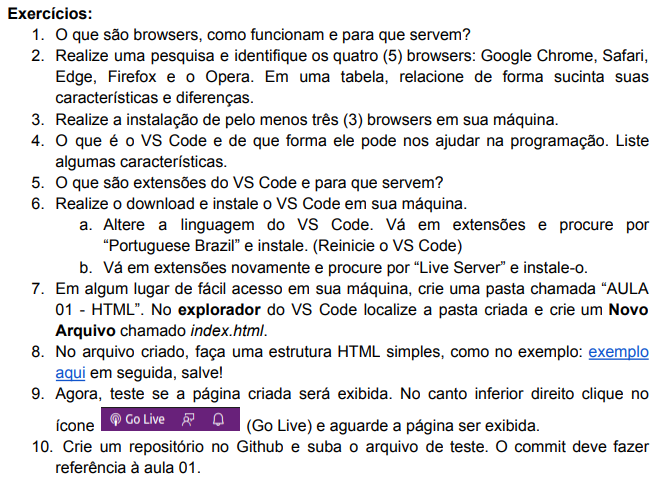 Exercícios:
1. O que são browsers, como funcionam e para que servem?
2. Realize uma pesquisa e identifique os quatro (5) browsers: Google Chrome, Safari,
Edge, Firefox e o Opera. Em uma tabela, relacione de forma sucinta suas
características e diferenças.
3. Realize a instalação de pelo menos três (3) browsers em sua máquina.
4. O que é o VS Code e de que forma ele pode nos ajudar na programação. Liste
algumas características.
5. O que são extensões do VS Code e para que servem?
6. Realize o download e instale o VS Code em sua máquina.
a. Altere a linguagem do VS Code. Vá em extensões e procure por
“Portuguese Brazil” e instale. (Reinicie o VS Code)
b. Vá em extensões novamente e procure por “Live Server” e instale-o.
7. Em algum lugar de fácil acesso em sua máquina, crie uma pasta chamada “AULA
01 - HTML”. No explorador do VS Code localize a pasta criada e crie um Novo
Arquivo chamado index.html.
8. No arquivo criado, faça uma estrutura HTML simples, como no exemplo: exemplo
aqui em seguida, salve!
9. Agora, teste se a página criada será exibida. No canto inferior direito clique no
ícone Go Live (Go Live) e aguarde a página ser exibida.
10. Crie um repositório no Github e suba o arquivo de teste. O commit deve fazer
referência à aula 01.